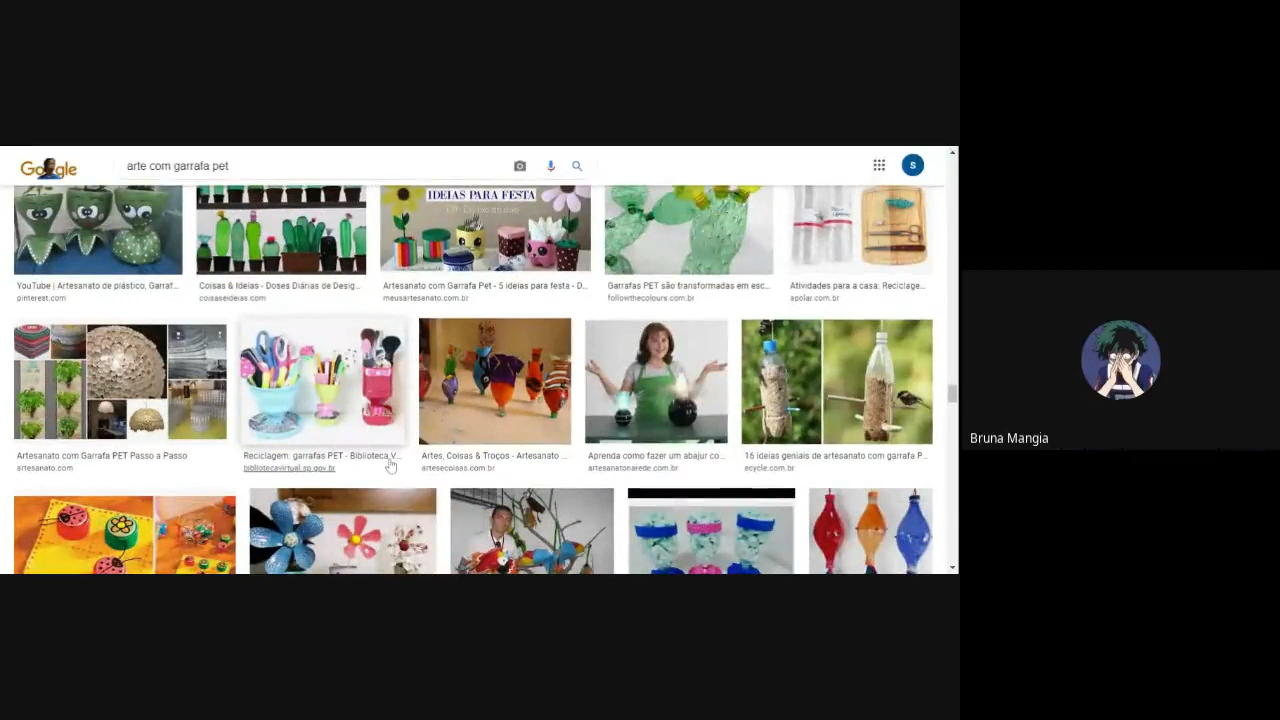 Google
arte com garrafa pet
S
IDEIAS PARA FESTA
YouTube | Artesanato de plástico, Garraf...
pinterest.com
Coisas & Ideias - Doses Diárias de Desig...
coisaseideias.com
Artesanato com Garrafa Pet - 5 ideias para festa - D...
meusartesanato.com.br
Garrafas PET são transformadas em esc...
followthecolours.com.br
Atividades para a casa: Reciclage...
apolar.com.br
Artesanato com Garrafa PET Passo a Passo
artesanato.com
Reciclagem: garrafas PET - Biblioteca V...
bibliotecavirtual.sp.gov.br
Artes, Coisas & Troços - Artesanato ...
artesecoisas.com.br
Aprenda como fazer um abajur co...
artesanatonarede.com.br
16 ideias geniais de artesanato com garrafa P...
ecycle.com.br
Bruna Mangia